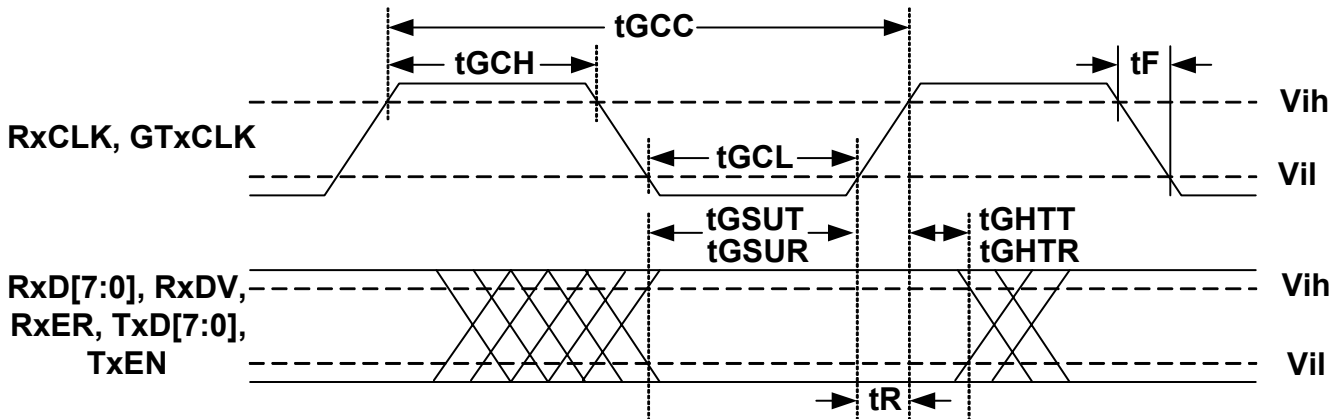 tGCC
tGCH
tF
Vih
RxCLK, GTxCLK
tGCL
Vil
tGSUT
tGSUR
tGHTT
tGHTR
RxD[7:0], RxDV,
RxER, TxD[7:0],
TxEN
Vih
Vil
tR